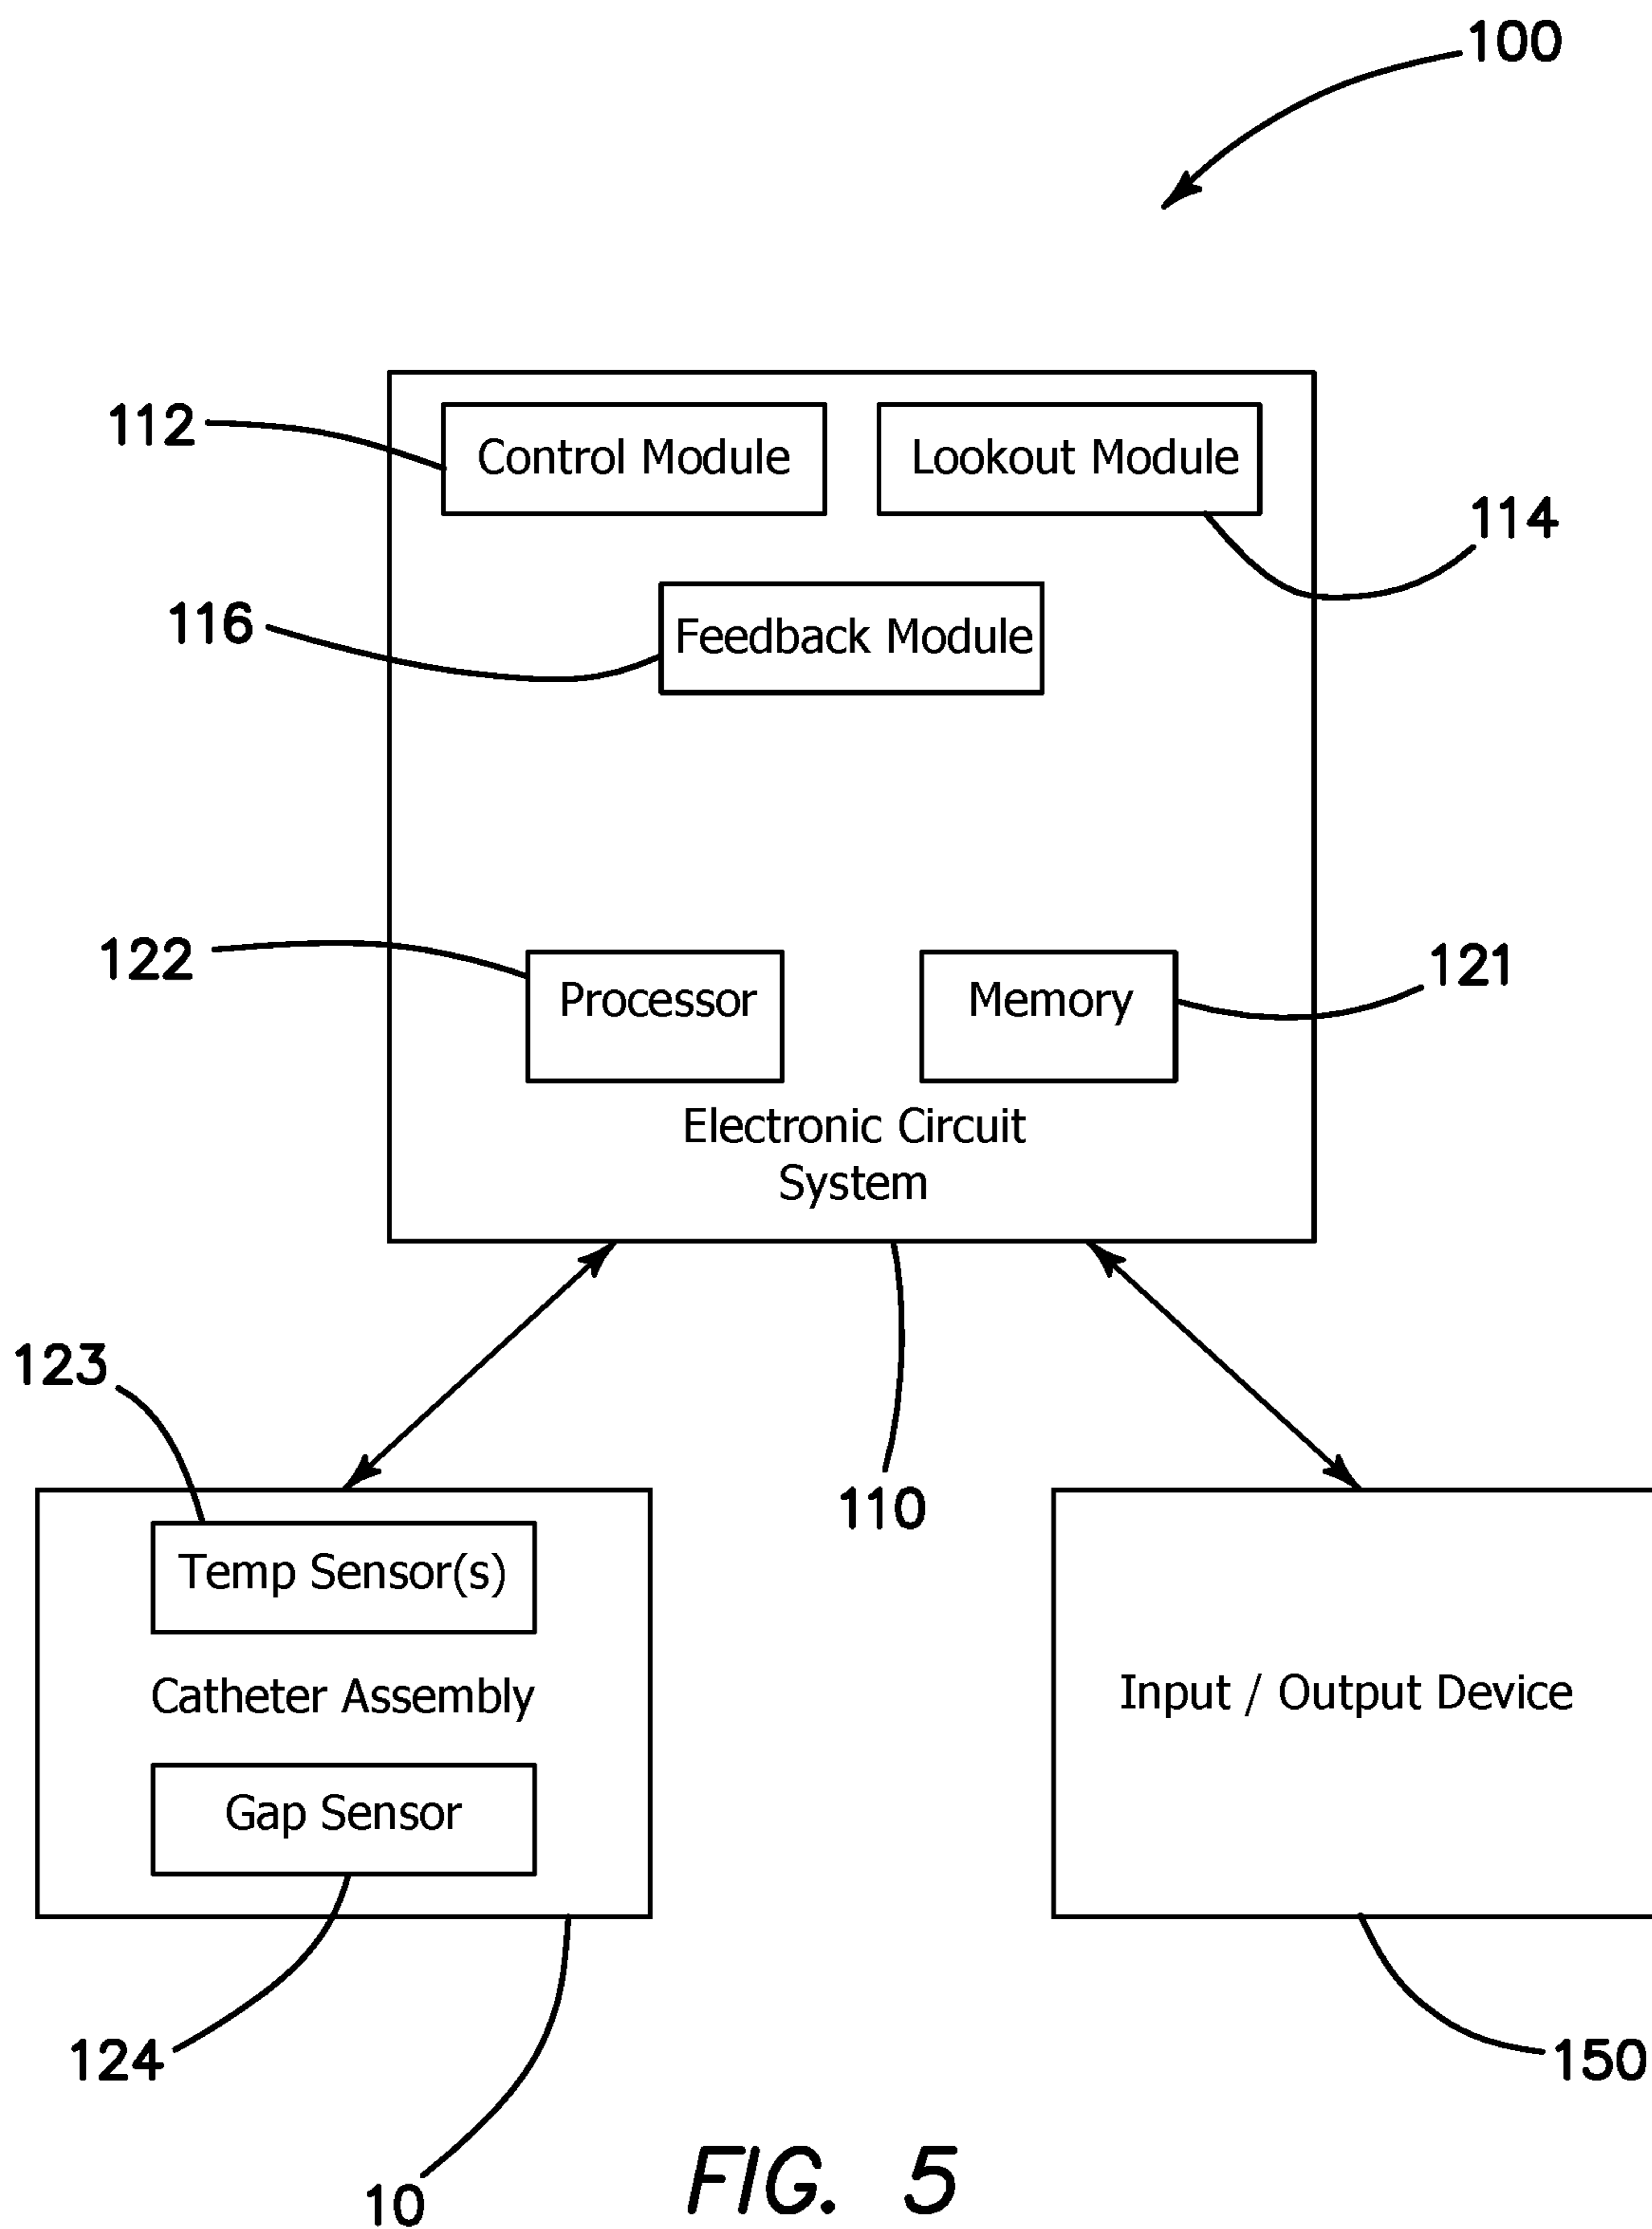 100
112
Control Module
Lookout Module
114
116
Feedback Module
122
Processor
Memory
121
Electronic Circuit
System
123
110
Temp Sensor(s)
Catheter Assembly
Input / Output Device
Gap Sensor
124
150
10
FIG. 5